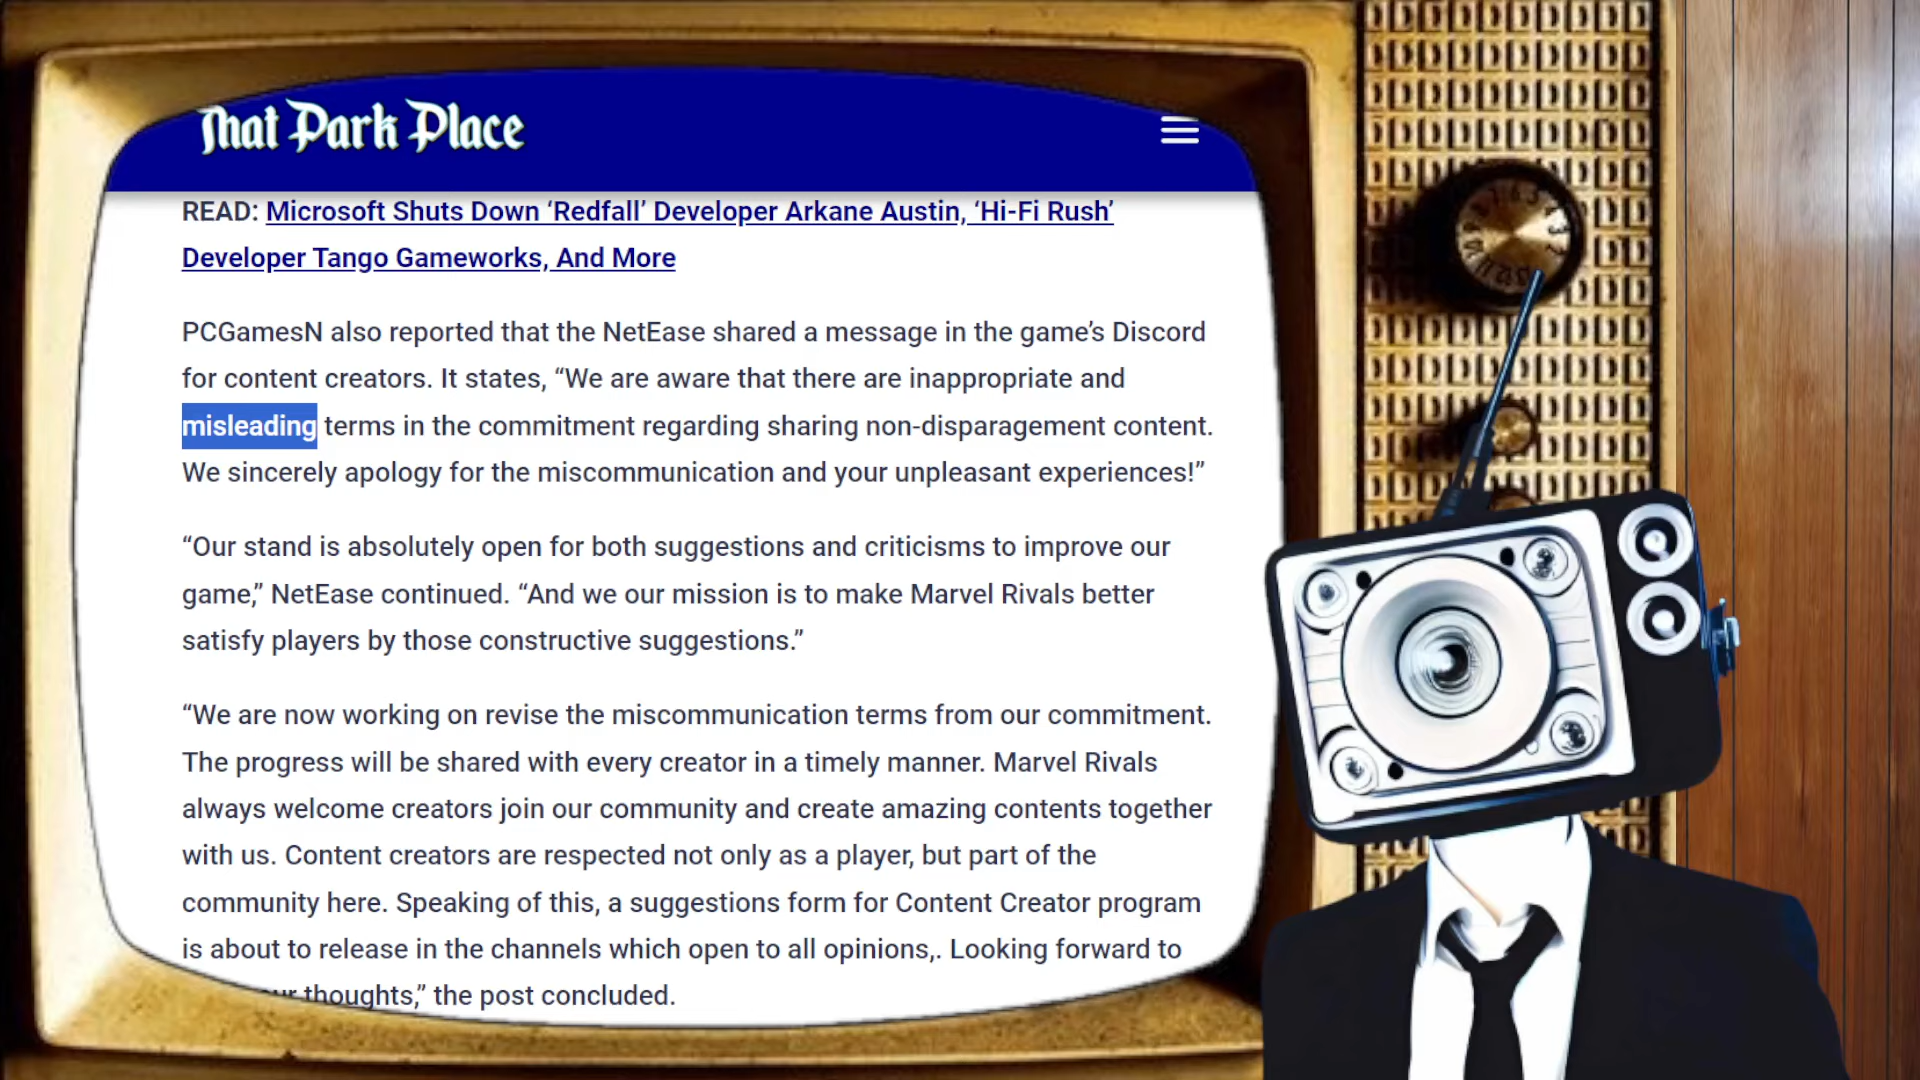 That Park Place
READ: Microsoft Shuts Down ‘Redfall’ Developer Arkane Austin, ‘Hi-Fi Rush’
Developer Tango Gameworks, And More
PCGamesN also reported that the NetEase shared a message in the game’s Discord
for content creators. It states, “We are aware that there are inappropriate and
misleading terms in the commitment regarding sharing non-disparagement content.
We sincerely apology for the miscommunication and your unpleasant experiences!”
“Our stand is absolutely open for both suggestions and criticisms to improve our
game,” NetEase continued. “And we our mission is to make Marvel Rivals better
satisfy players by those constructive suggestions.”
“We are now working on revise the miscommunication terms from our commitment.
The progress will be shared with every creator in a timely manner. Marvel Rivals
always welcome creators join our community and create amazing contents together
with us. Content creators are respected not only as a player, but part of the
community here. Speaking of this, a suggestions form for Content Creator program
is about to release in the channels which open to all opinions,. Looking forward to
thoughts,” the post concluded.